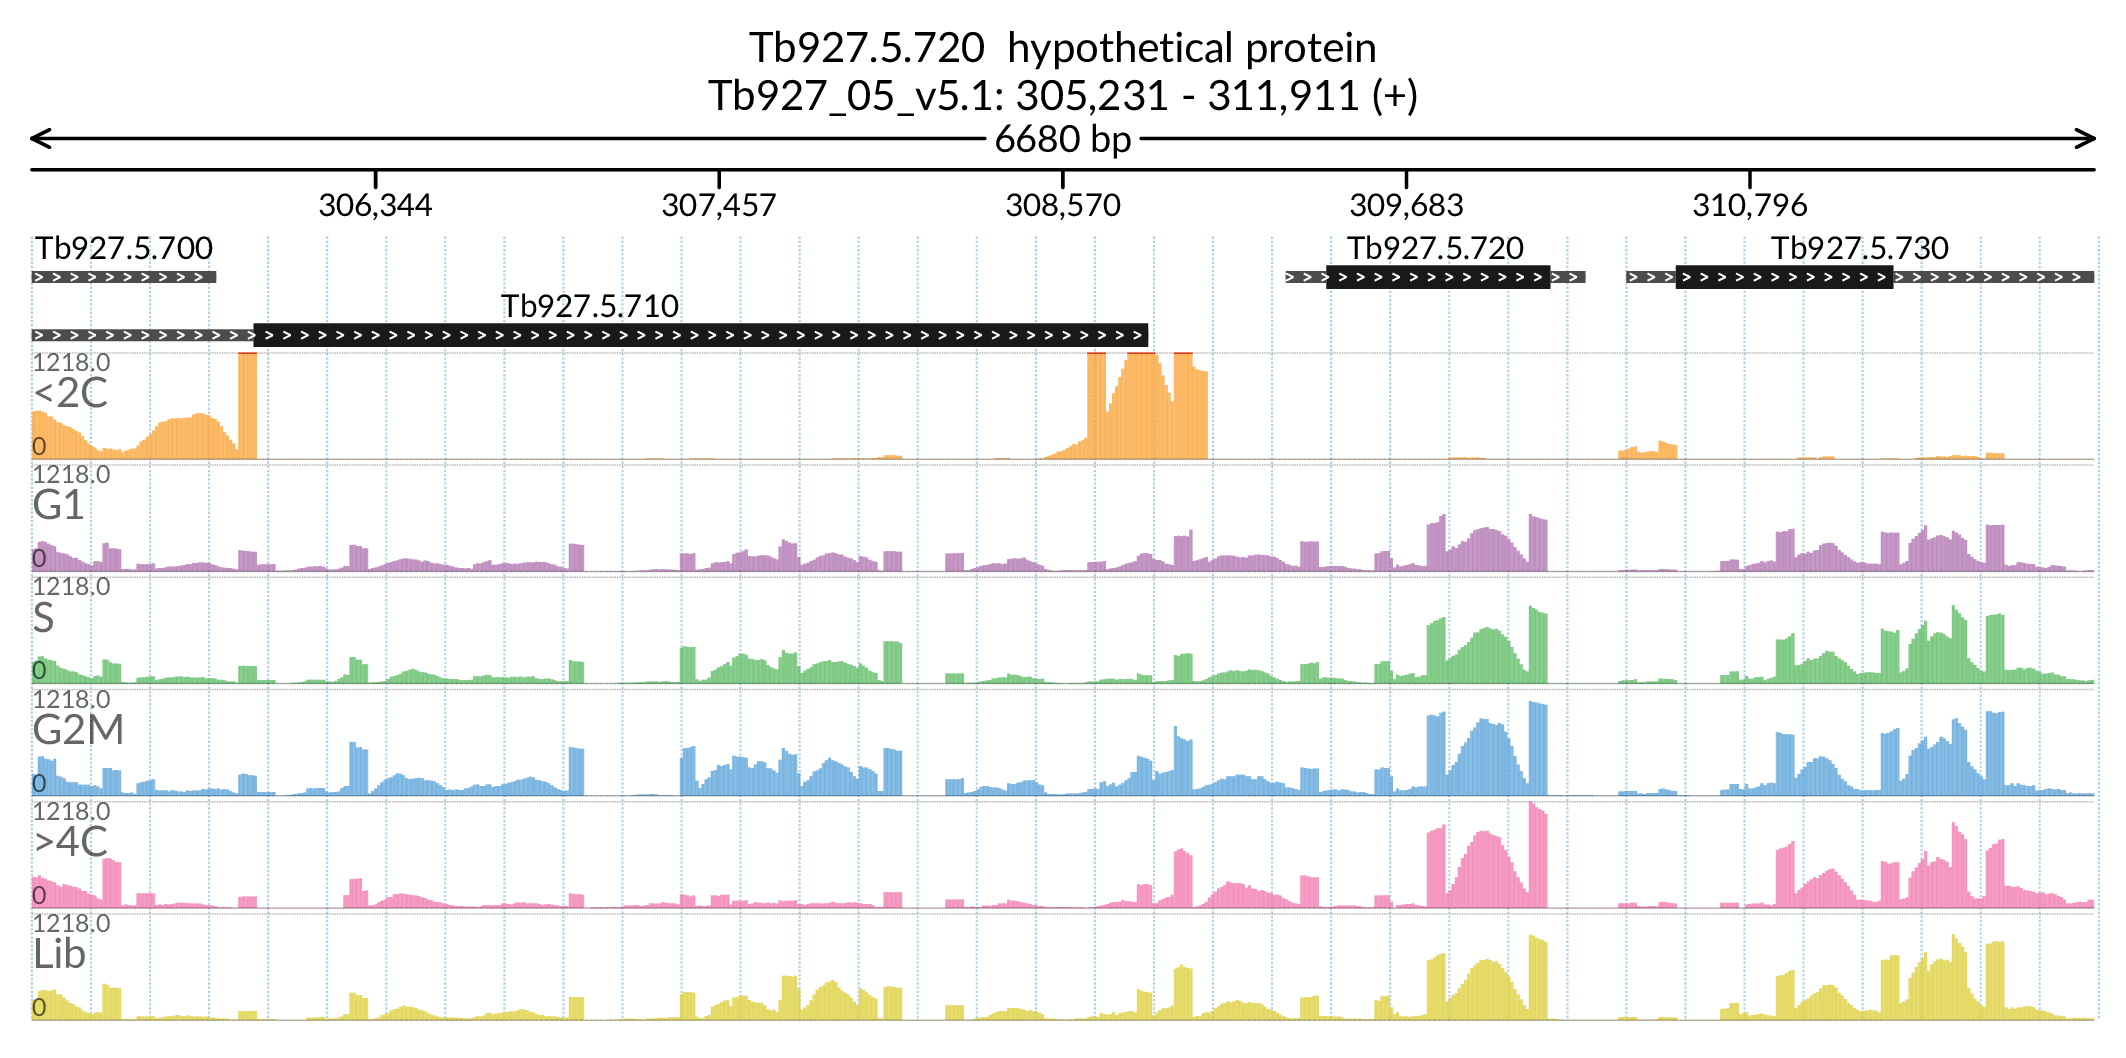 Tb927.5.720 hypothetical protein
Tb927_05_v5.1: 305,231 - 311,911 (+)
6680 bp
306,344 307,457 308,570 309,683 310,796
Tb927.5.700 Tb927.5.720 Tb927.5.730
Tb927.5.710
1218.0
<2C
0
1218.0
G1
0
1218.0
S
0
1218.0
G2M
0
1218.0
>4C
0
1218.0
Lib
0